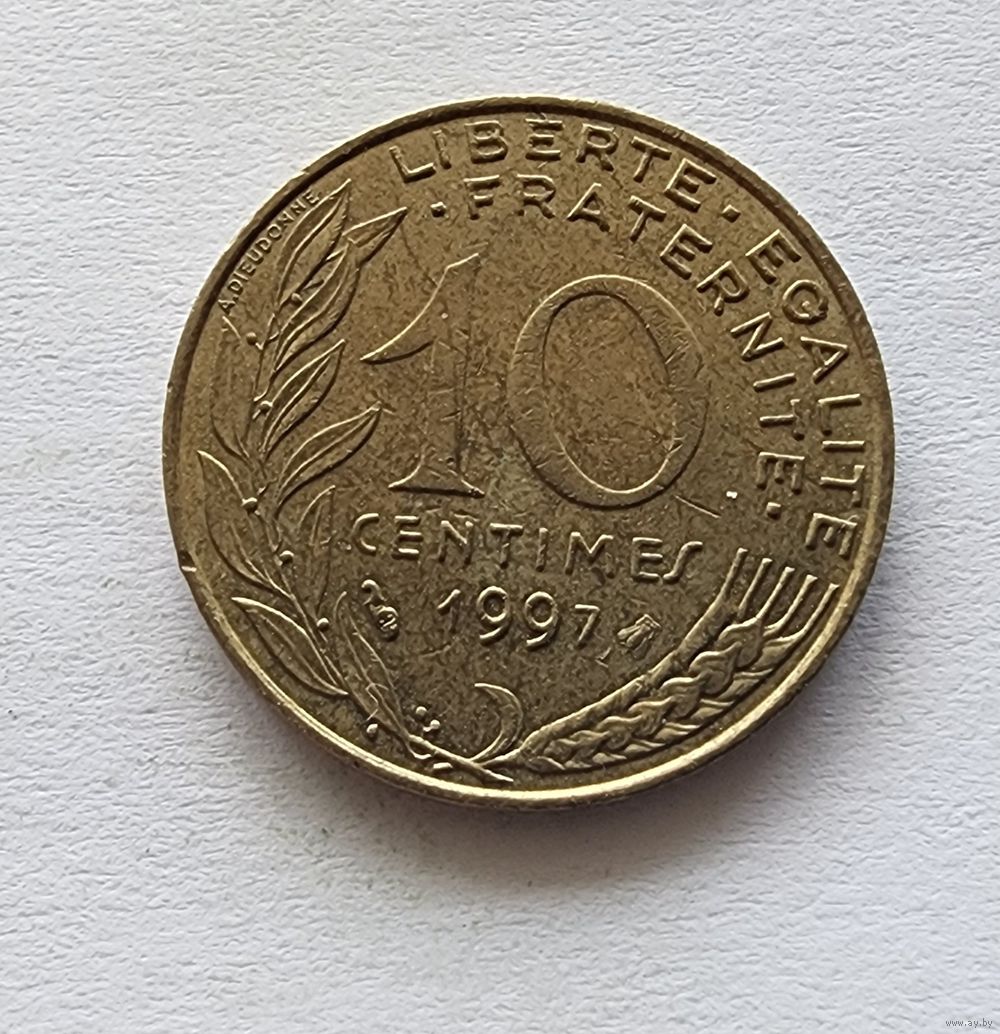 LIBERTE · EGALITE
· FRATERNITE ·
A.DIEUDONNE
10
CENTIMES
1997
www.ay.by